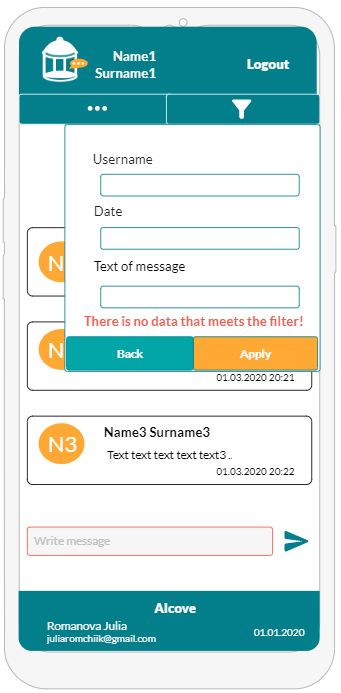 Name1
Surname1
Logout
Username
Date
Text of message
There is no data that meets the filter!
Back
Apply
N
N
01.03.2020 20:21
N3
Name3 Surname3
Text text text text text3 ..
01.03.2020 20:22
Write message
Alcove
Romanova Julia
juliaromchiik@gmail.com
01.01.2020